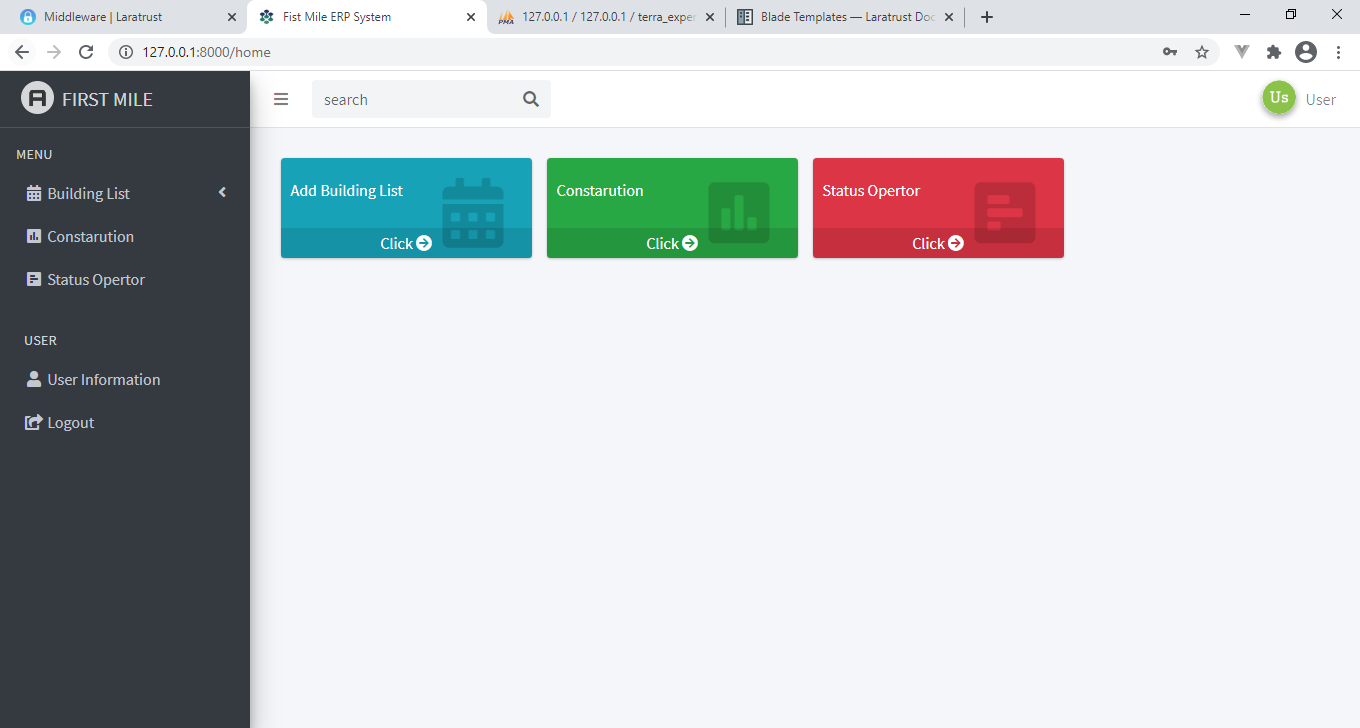 Middleware | Laratrust
Fist Mile ERP System
127.0.0.1 / 127.0.0.1 / terra_exper
Blade Templates — Laratrust Doc
127.0.0.1:8000/home
FIRST MILE
search
Us
User
MENU
Building List
Constarution
Status Opertor
USER
User Information
Logout
Add Building List
Click
Constarution
Click
Status Opertor
Click